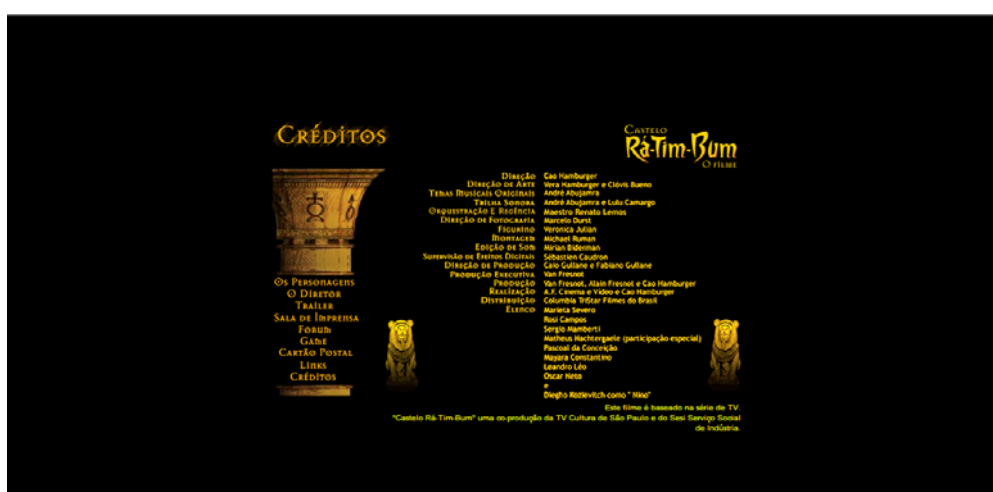 CRÉDITOS
CASTELO
Rá-Tim-Bum
O FILME
DIREÇÃO Cao Hamburger
DIREÇÃO DE ARTE Vera Hamburger e Clóvis Bueno
TEMAS MUSICAIS ORIGINAIS André Abujamra
TRILHA SONORA André Abujamra e Lulu Camargo
ORQUESTRAÇÃO E REGÊNCIA Maestro Renato Lemos
DIREÇÃO DE FOTOGRAFIA Marcelo Durst
FIGURINO Veronica Julian
MONTAGEM Michael Ruman
EDIÇÃO DE SOM Mirian Biderman
SUPERVISÃO DE EFEITOS DIGITAIS Sébastien Caudron
DIREÇÃO DE PRODUÇÃO Caio Gullane e Fabiano Gullane
PRODUÇÃO EXECUTIVA Van Fresnot
PRODUÇÃO Van Fresnot, Alain Fresnot e Cao Hamburger
REALIZAÇÃO A.F. Cinema e Vídeo e Cao Hamburger
DISTRIBUIÇÃO Columbia TriStar Filmes do Brasil
ELENCO Marieta Severo
Rosi Campos
Sergio Mamberti
Matheus Nachtergaele (participação especial)
Pascoal da Conceição
Mayara Constantino
Leandro Léo
Oscar Neto
e
Diegho Kozlevitch como " Nino"
OS PERSONAGENS
O DIRETOR
TRAILER
SALA DE IMPRENSA
FÓRUM
GAME
CARTÃO POSTAL
LINKS
CRÉDITOS
Este filme é baseado na série de TV.
"Castelo Rá-Tim-Bum" uma co-produção da TV Cultura de São Paulo e do Sesi Serviço Social
de Indústria.